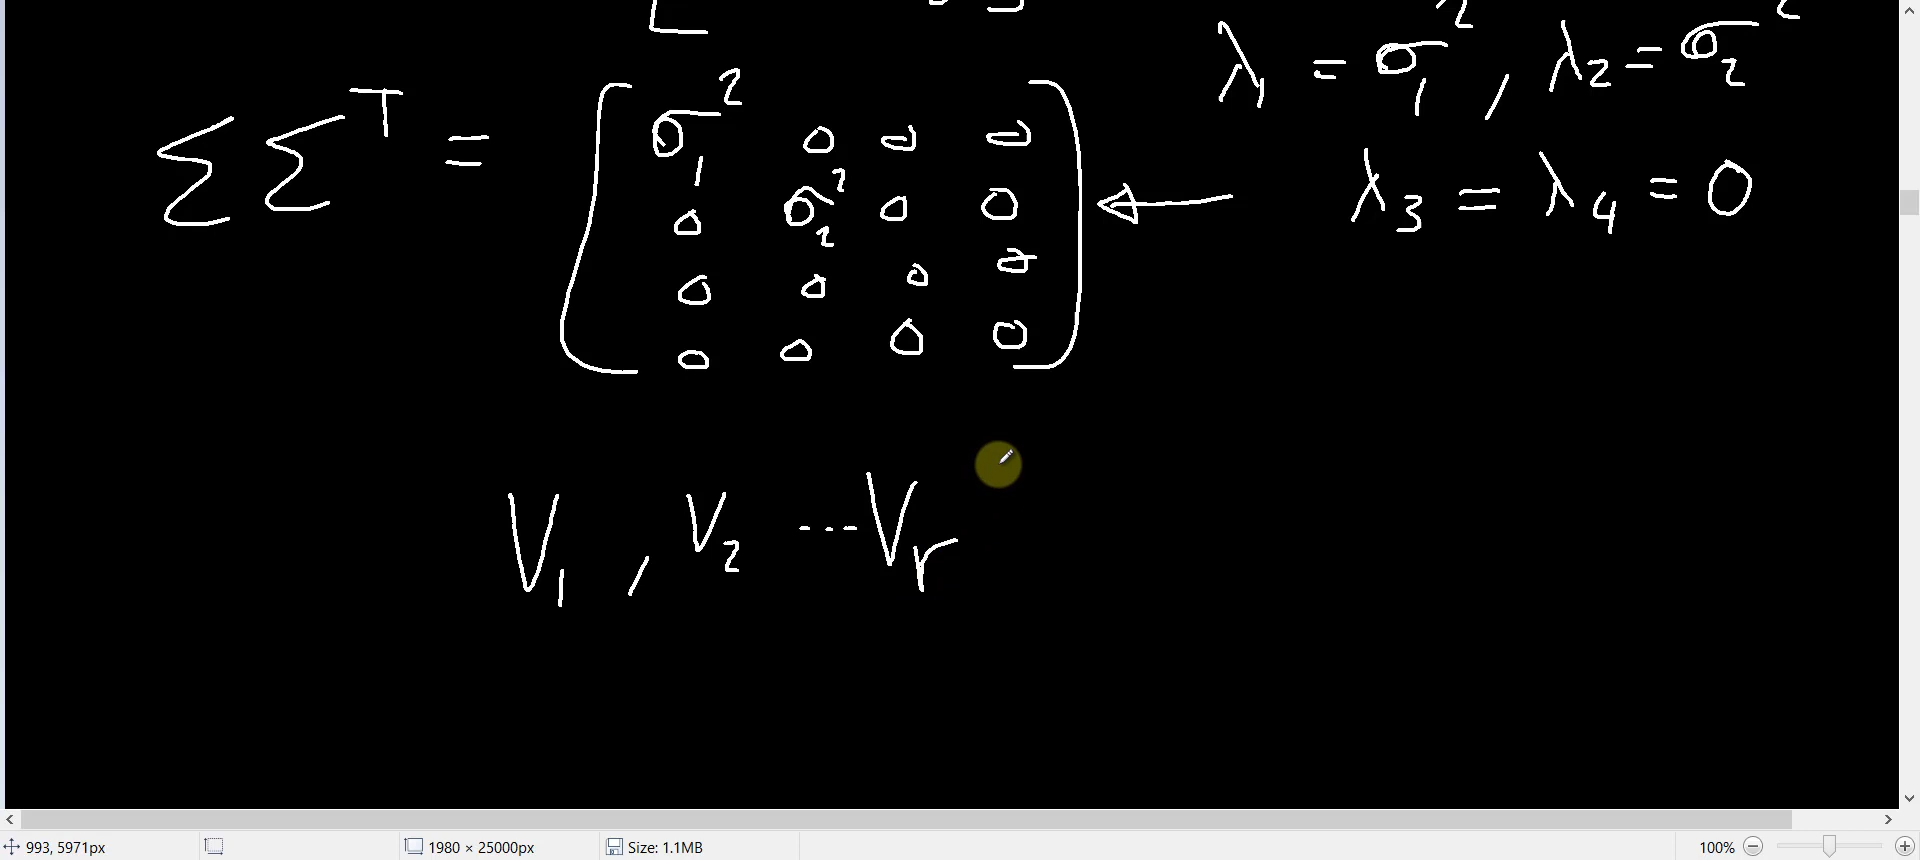 λ₁ = σ₁² , λ₂ = σ₂²
Σ Σᵀ = [ σ₁² 0 0 0
0 σ₂² 0 0
0 0 0 0
0 0 0 0 ] ← λ₃ = λ₄ = 0
V₁ , V₂ --- Vᵣ
993, 5971px 1980 × 25000px Size: 1.1MB 100%